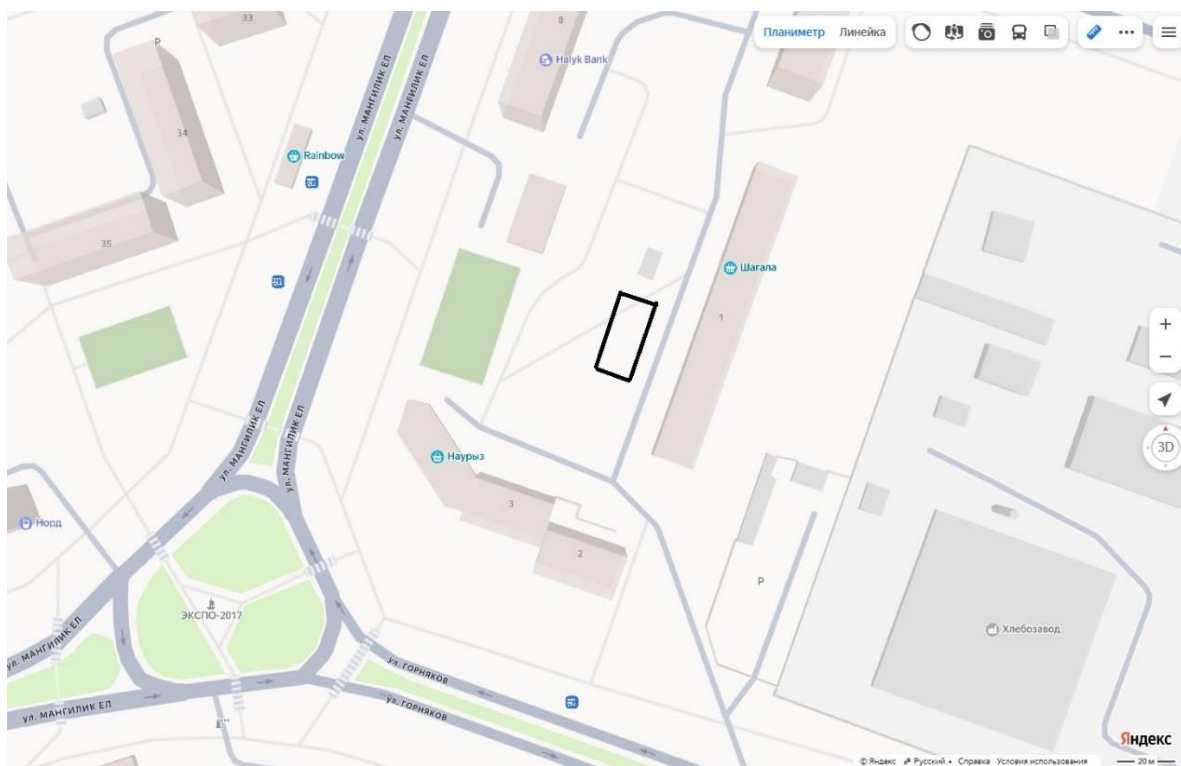 33
8
P
Планиметр Линейка
Halyk Bank
ул. МАНГИЛИК ЕЛ
ул. МАНГИЛИК ЕЛ
34
Rainbow
35
Шагала
1
3D
ул. МАНГИЛИК ЕЛ
ул. МАНГИЛИК ЕЛ
Наурыз
3
Норд
2
P
ЭКСПО-2017
Хлебозавод
ул. МАНГИЛИК ЕЛ
ул. ГОРНЯКОВ
ул. МАНГИЛИК ЕЛ
ул. ГОРНЯКОВ
Яндекс
© Яндекс Русский Справка Условия использования 20 м